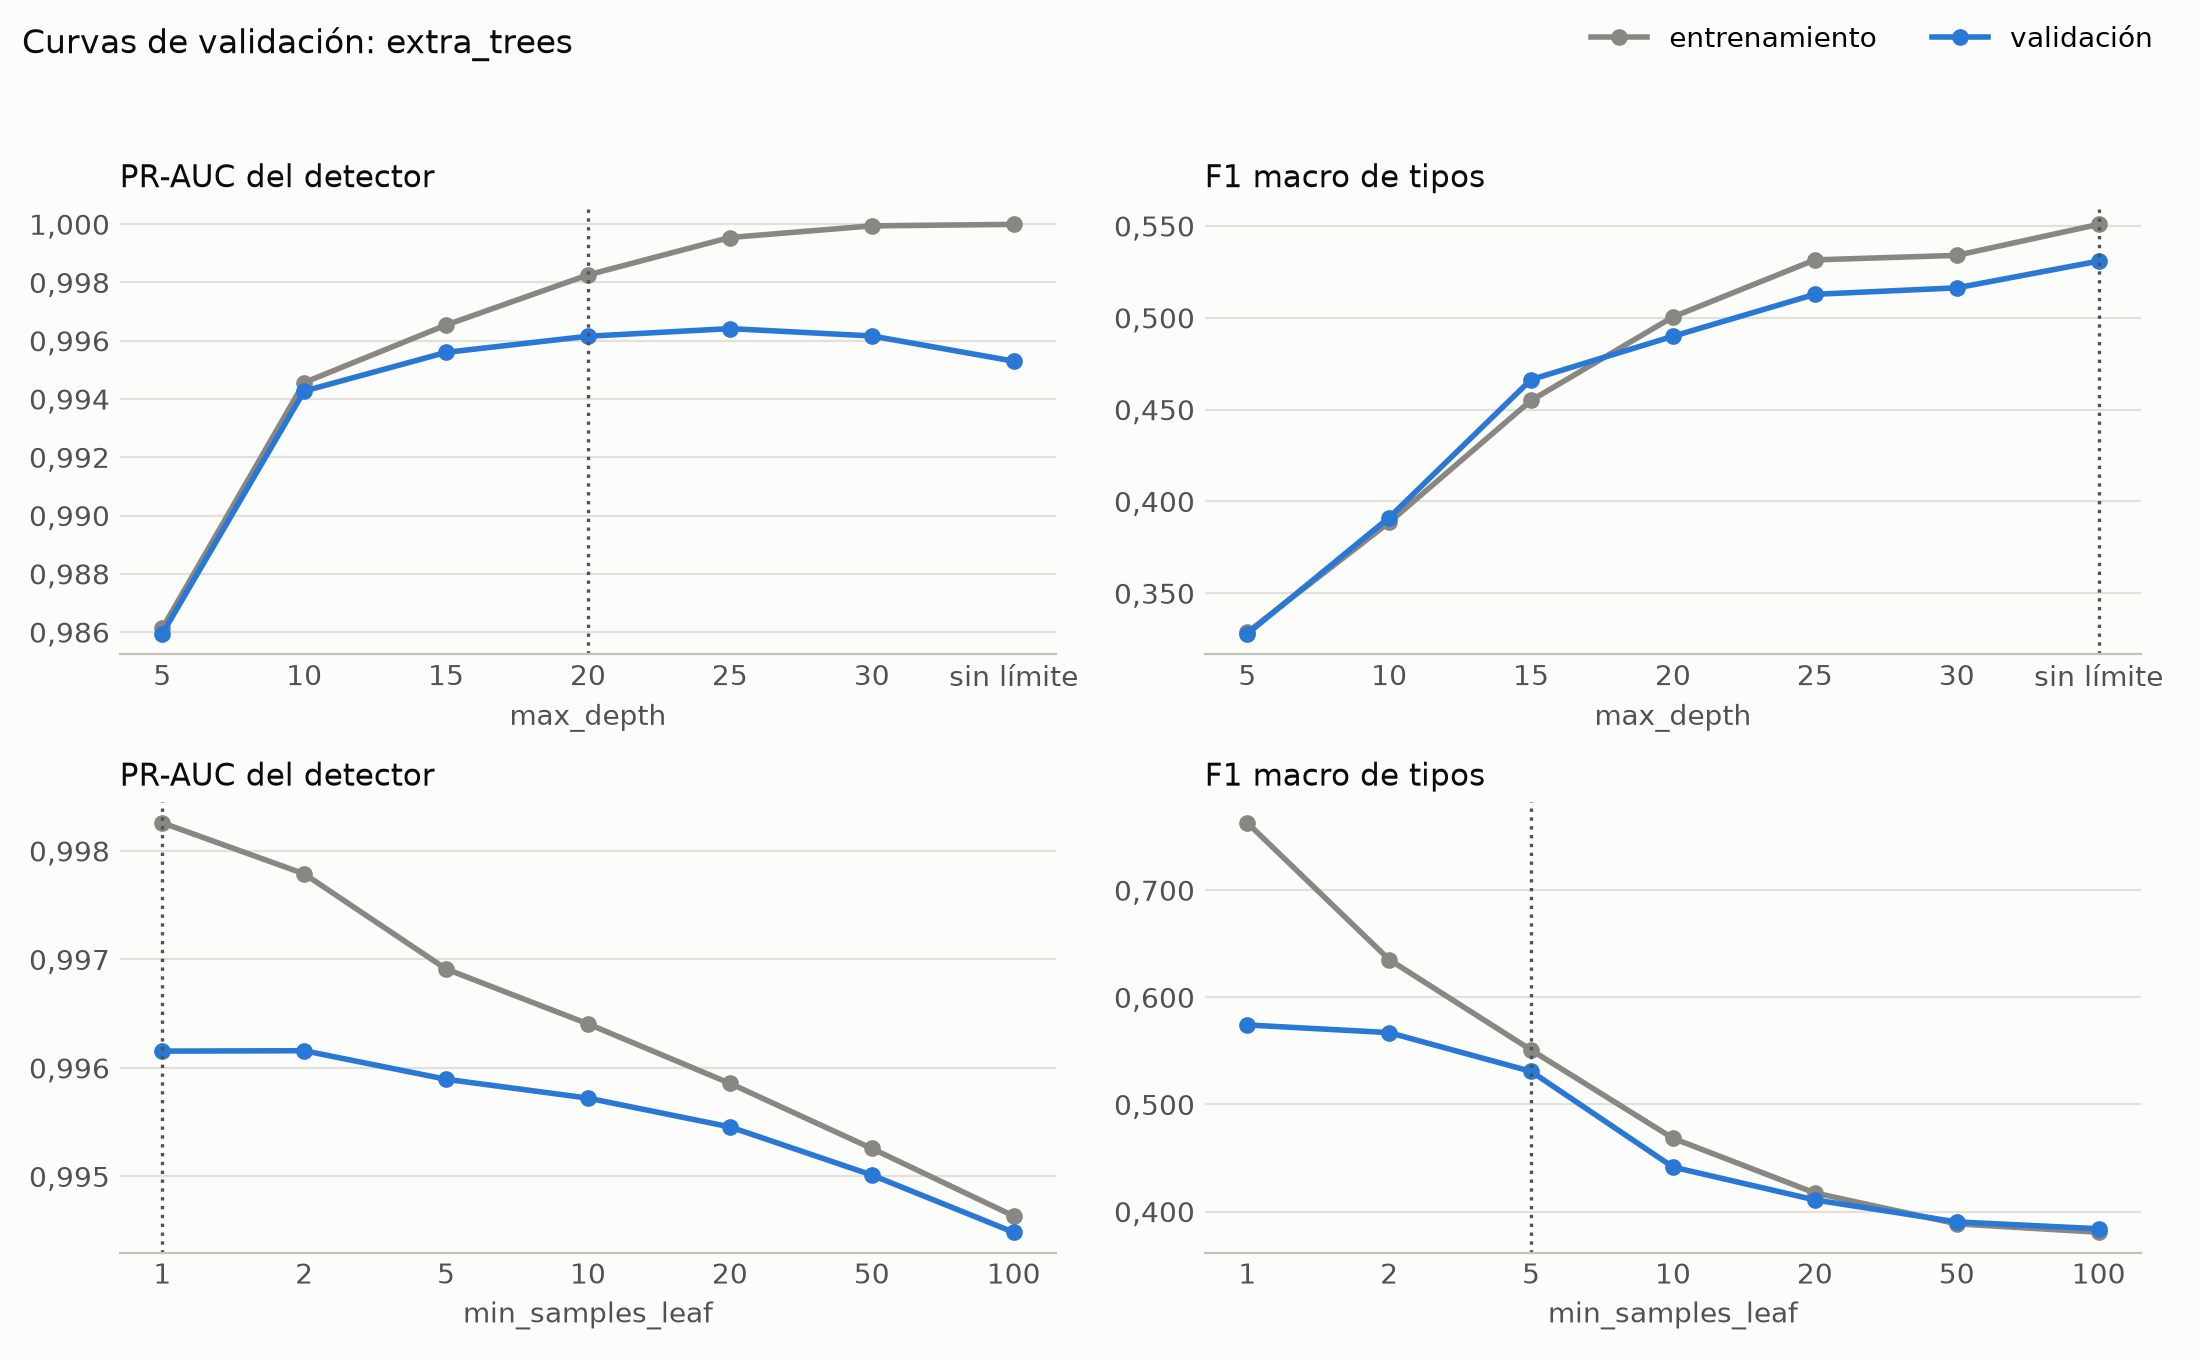 Curvas de validación: extra_trees
entrenamiento
validación
PR-AUC del detector
1,000
0,998
0,996
0,994
0,992
0,990
0,988
0,986
5 10 15 20 25 30 sin límite
max_depth
F1 macro de tipos
0,550
0,500
0,450
0,400
0,350
5 10 15 20 25 30 sin límite
max_depth
PR-AUC del detector
0,998
0,997
0,996
0,995
1 2 5 10 20 50 100
min_samples_leaf
F1 macro de tipos
0,700
0,600
0,500
0,400
1 2 5 10 20 50 100
min_samples_leaf